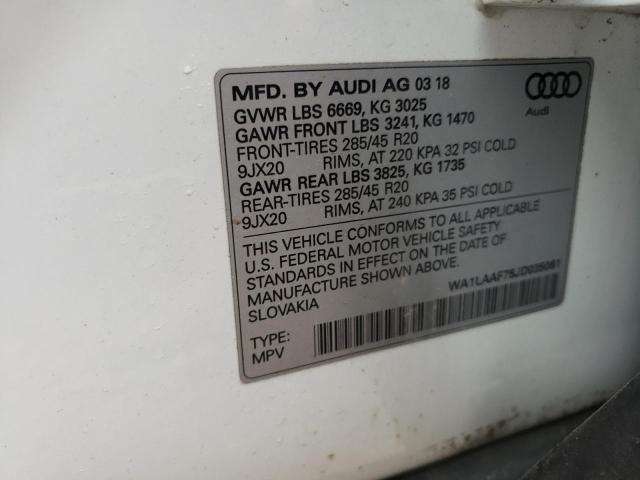 MFD. BY AUDI AG 03 18
GVWR LBS 6669, KG 3025
GAWR FRONT LBS 3241, KG 1470
FRONT-TIRES 285/45 R20
9JX20 RIMS, AT 220 KPA 32 PSI COLD
GAWR REAR LBS 3825, KG 1735
REAR-TIRES 285/45 R20
9JX20 RIMS, AT 240 KPA 35 PSI COLD
Audi
THIS VEHICLE CONFORMS TO ALL APPLICABLE
U.S. FEDERAL MOTOR VEHICLE SAFETY
STANDARDS IN EFFECT ON THE DATE OF
MANUFACTURE SHOWN ABOVE.
SLOVAKIA
WA1LAAF75JD035081
TYPE:
MPV